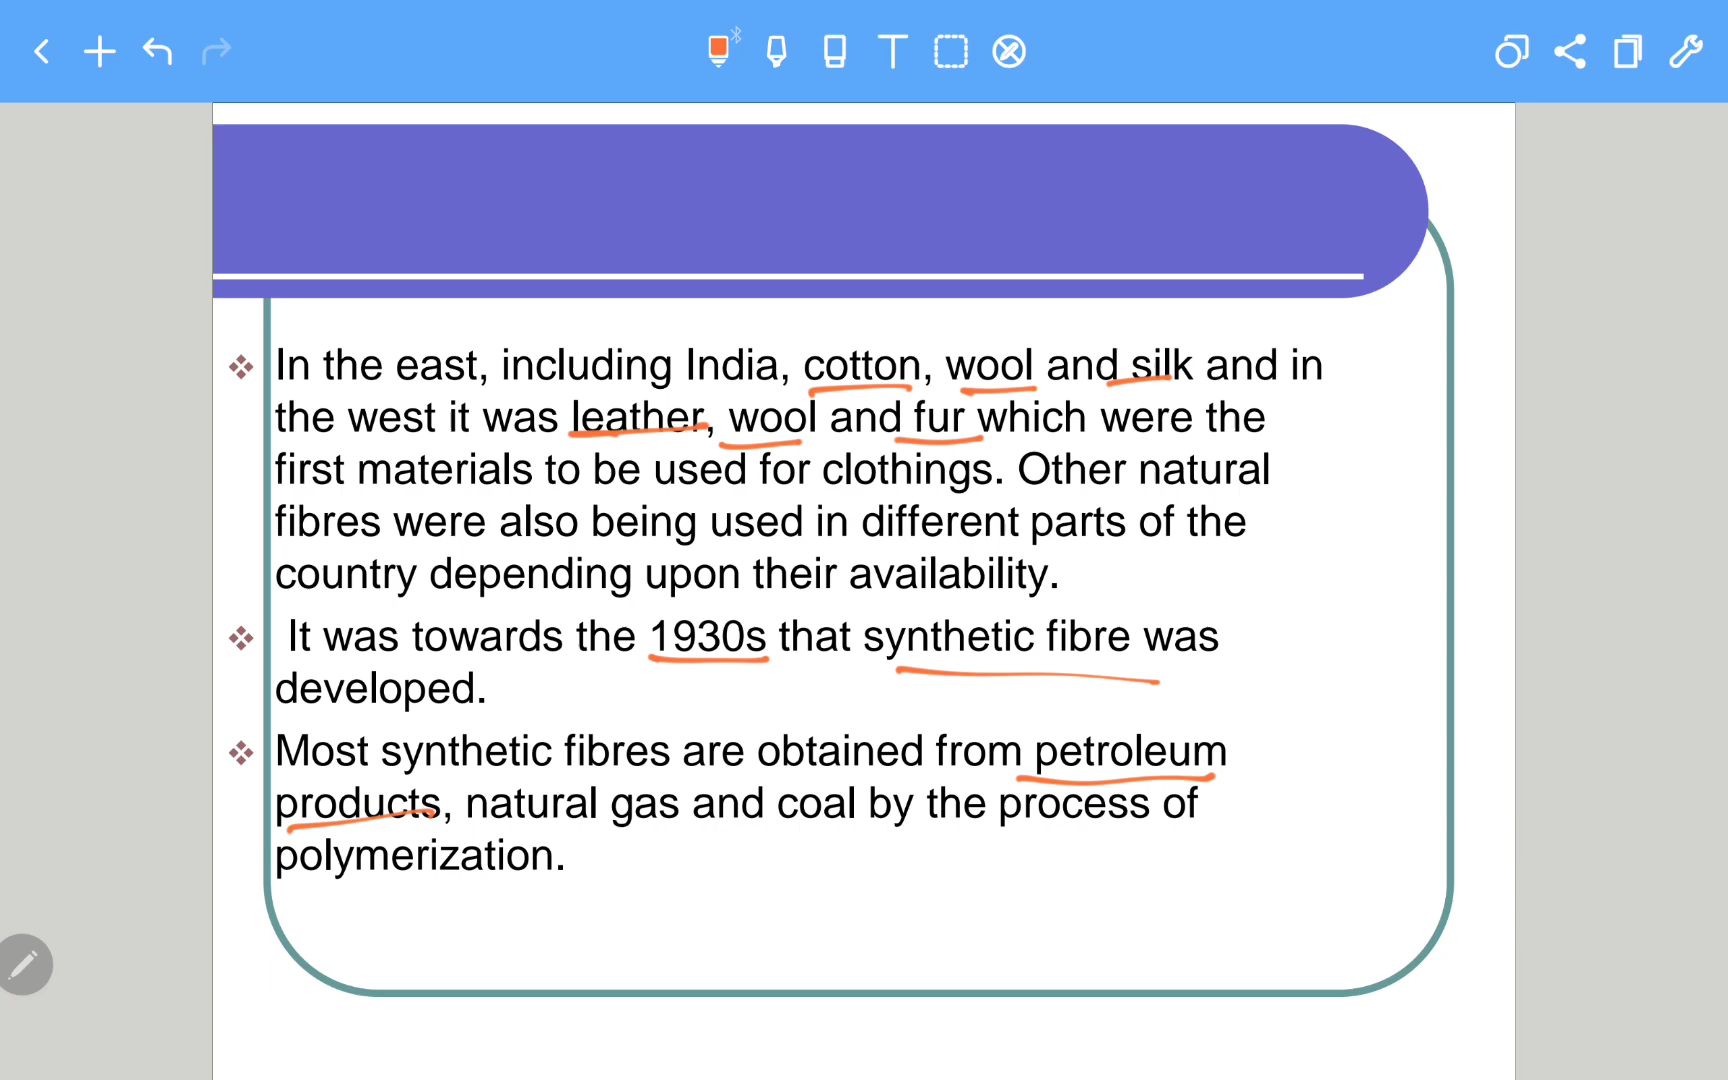 In the east, including India, cotton, wool and silk and in
the west it was leather, wool and fur which were the
first materials to be used for clothings. Other natural
fibres were also being used in different parts of the
country depending upon their availability.
It was towards the 1930s that synthetic fibre was
developed.
Most synthetic fibres are obtained from petroleum
products, natural gas and coal by the process of
polymerization.